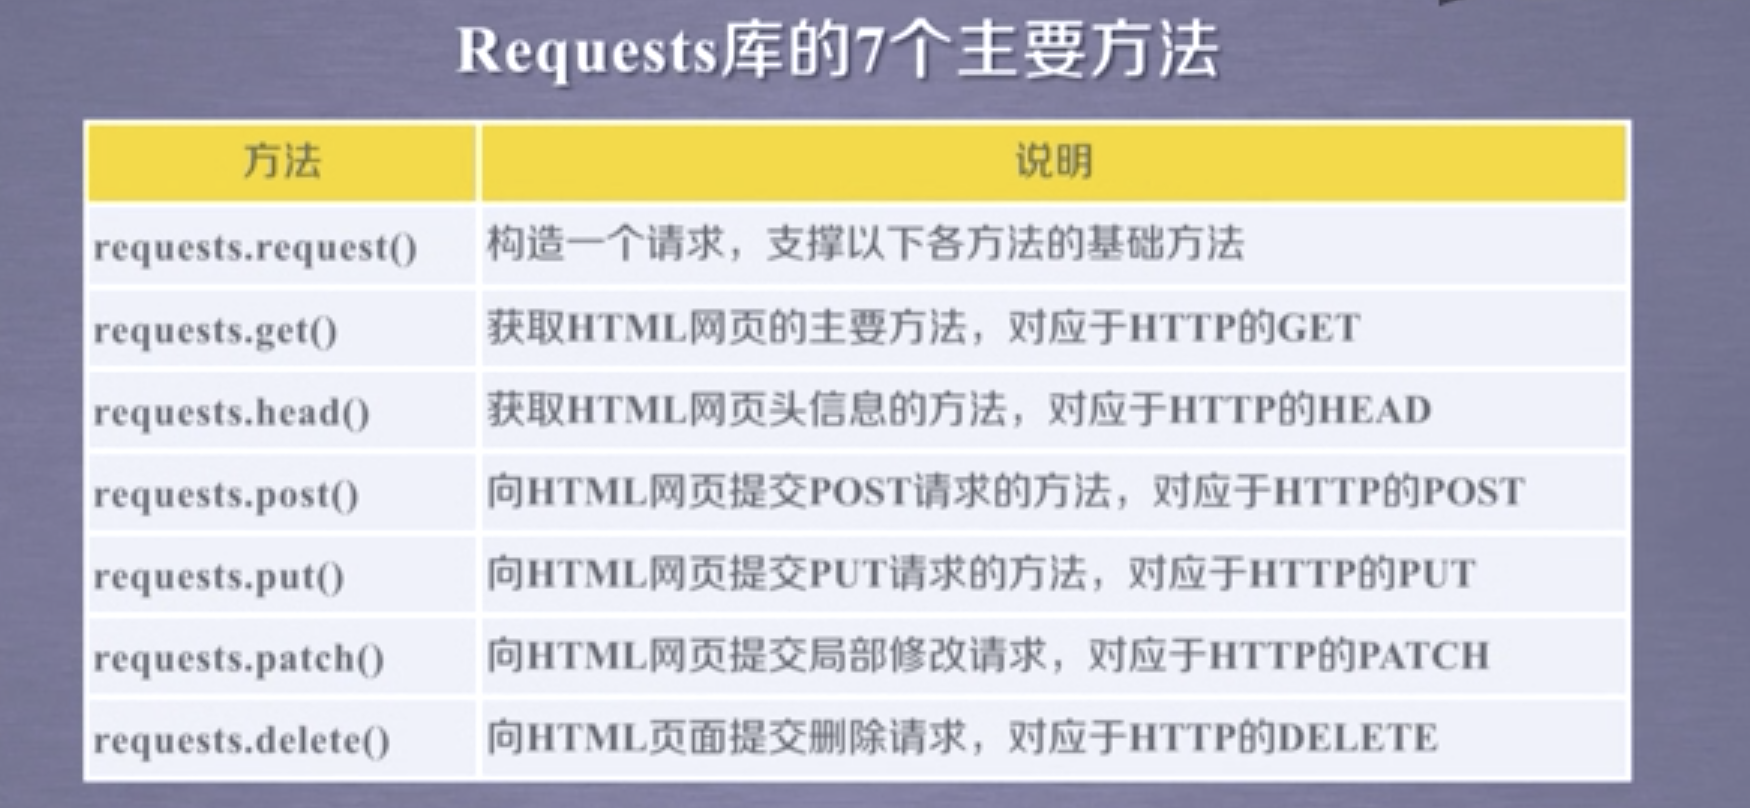 Requests库的7个主要方法
方法 说明
requests.request() 构造一个请求，支撑以下各方法的基础方法
requests.get() 获取HTML网页的主要方法，对应于HTTP的GET
requests.head() 获取HTML网页头信息的方法，对应于HTTP的HEAD
requests.post() 向HTML网页提交POST请求的方法，对应于HTTP的POST
requests.put() 向HTML网页提交PUT请求的方法，对应于HTTP的PUT
requests.patch() 向HTML网页提交局部修改请求，对应于HTTP的PATCH
requests.delete() 向HTML页面提交删除请求，对应于HTTP的DELETE